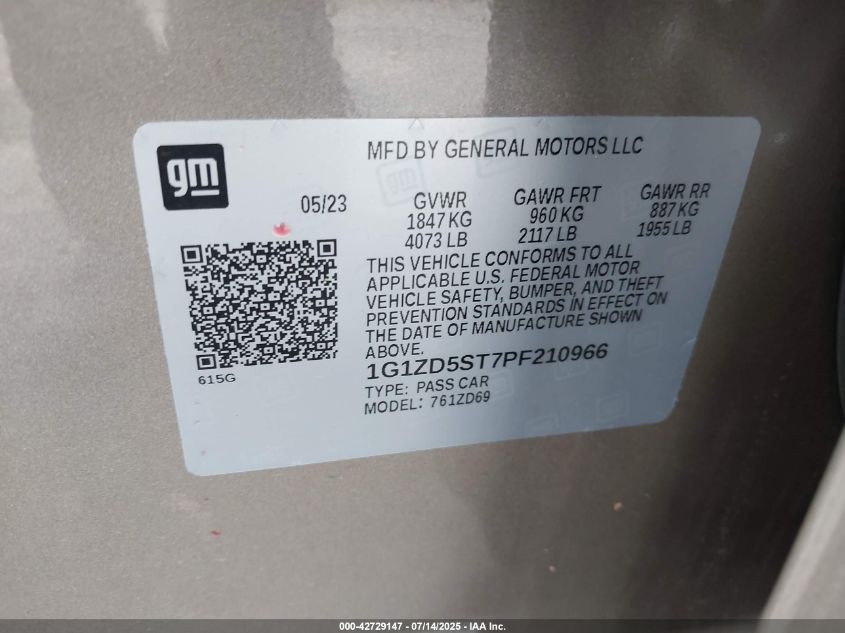 gm
MFD BY GENERAL MOTORS LLC
05/23
GVWR
1847 KG
4073 LB
GAWR FRT
960 KG
2117 LB
GAWR RR
887 KG
1955 LB
THIS VEHICLE CONFORMS TO ALL
APPLICABLE U.S. FEDERAL MOTOR
VEHICLE SAFETY, BUMPER, AND THEFT
PREVENTION STANDARDS IN EFFECT ON
THE DATE OF MANUFACTURE SHOWN
ABOVE.
615G
1G1ZD5ST7PF210966
TYPE: PASS CAR
MODEL: 761ZD69
000-42729147 - 07/14/2025 - IAA Inc.